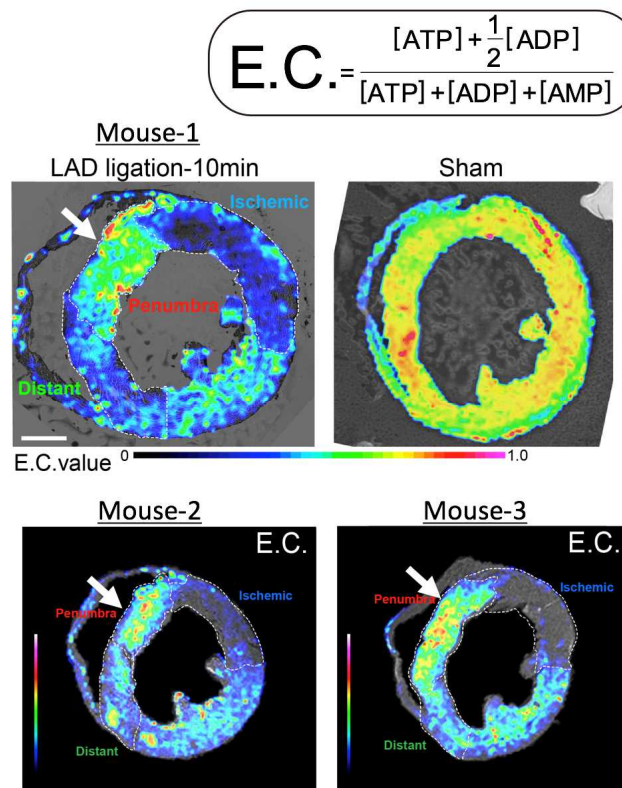 E.C. = [ATP]+1/2[ADP] / [ATP]+[ADP]+[AMP]
Mouse-1
LAD ligation-10min Sham
Ischemic
Penumbra
Distant
E.C.value 0 1.0
Mouse-2 Mouse-3
E.C. E.C.
Ischemic Ischemic
Penumbra Penumbra
Distant Distant